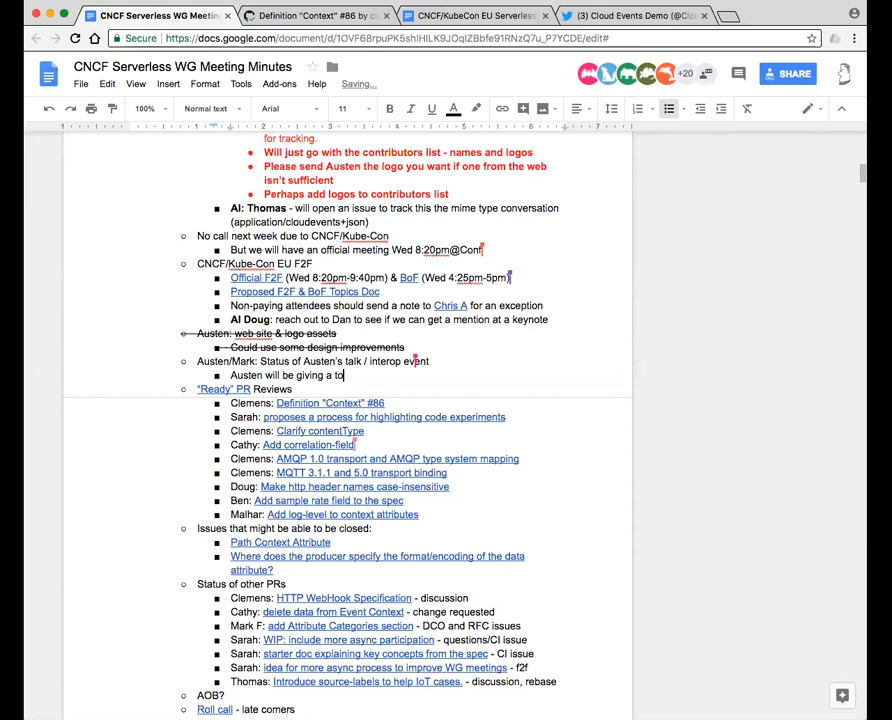 CNCF Serverless WG Meetin
Definition "Context" #86 by cl
CNCF/KubeCon EU Serverless
(3) Cloud Events Demo (@Clou
Secure
https://docs.google.com/document/d/1OVF68rpuPK5shlHILK9JOqIZBbfe91RNzQ7u_P7YCDE/edit#
CNCF Serverless WG Meeting Minutes
File Edit View Insert Format Tools Add-ons Help Saving...
+20
SHARE
100% Normal text Arial 11
1 2 3 4 5 6 7
for tracking.
Will just go with the contributors list - names and logos
Please send Austen the logo you want if one from the web
isn't sufficient
Perhaps add logos to contributors list
AI: Thomas - will open an issue to track this the mime type conversation
(application/cloudevents+json)
No call next week due to CNCF/Kube-Con
But we will have an official meeting Wed 8:20pm@Conf
CNCF/Kube-Con EU F2F
Official F2F (Wed 8:20pm-9:40pm) & BoF (Wed 4:25pm-5pm)
Proposed F2F & BoF Topics Doc
Non-paying attendees should send a note to Chris A for an exception
AI Doug: reach out to Dan to see if we can get a mention at a keynote
Austen: web site & logo assets
Could use some design improvements
Austen/Mark: Status of Austen's talk / interop event
Austen will be giving a to
"Ready" PR Reviews
Clemens: Definition "Context" #86
Sarah: proposes a process for highlighting code experiments
Clemens: Clarify contentType
Cathy: Add correlation-field
Clemens: AMQP 1.0 transport and AMQP type system mapping
Clemens: MQTT 3.1.1 and 5.0 transport binding
Doug: Make http header names case-insensitive
Ben: Add sample rate field to the spec
Malhar: Add log-level to context attributes
Issues that might be able to be closed:
Path Context Attribute
Where does the producer specify the format/encoding of the data
attribute?
Status of other PRs
Clemens: HTTP WebHook Specification - discussion
Cathy: delete data from Event Context - change requested
Mark F: add Attribute Categories section - DCO and RFC issues
Sarah: WIP: include more async participation - questions/CI issue
Sarah: starter doc explaining key concepts from the spec - CI issue
Sarah: idea for more async process to improve WG meetings - f2f
Thomas: Introduce source-labels to help IoT cases. - discussion, rebase
AOB?
Roll call - late comers